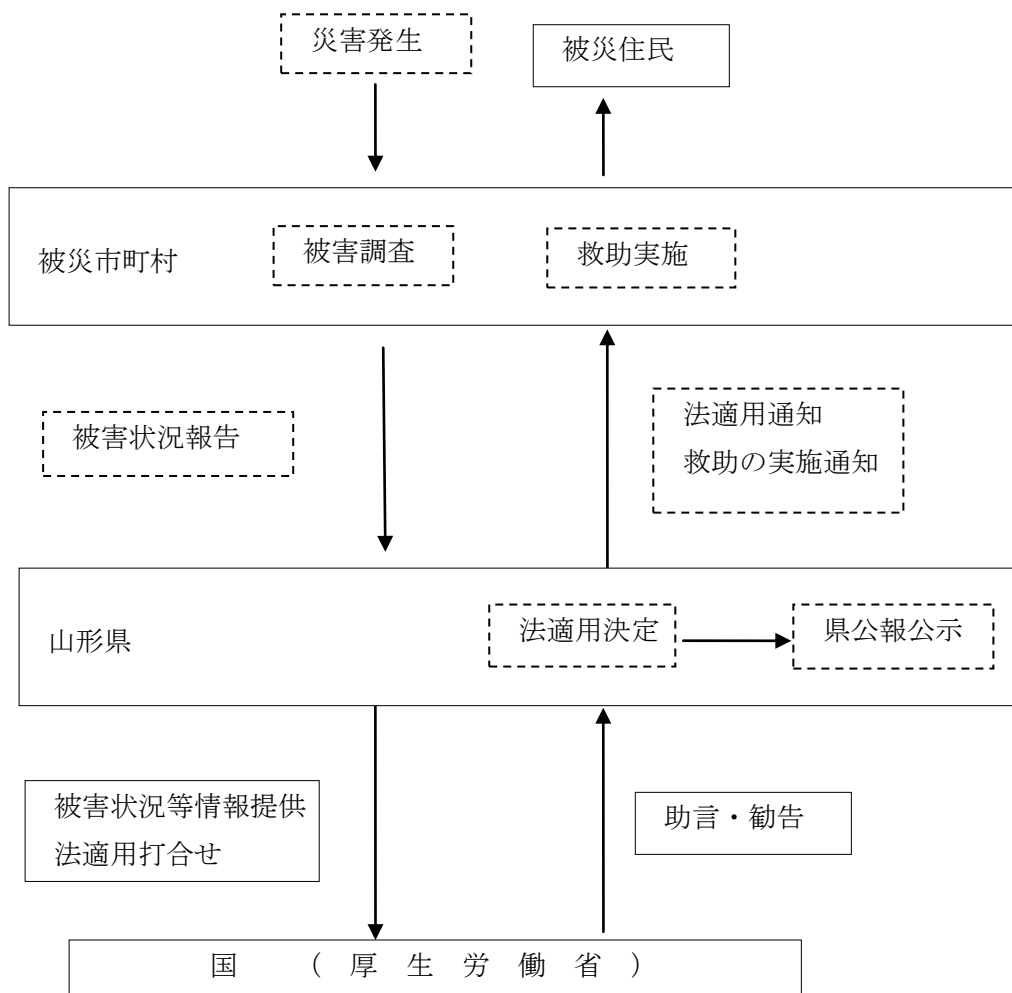 災害発生
被災住民
被災市町村
被害調査
救助実施
被害状況報告
法適用通知
救助の実施通知
山形県
法適用決定
県公報公示
被害状況等情報提供
法適用打合せ
助言・勧告
国 （厚生労働省）